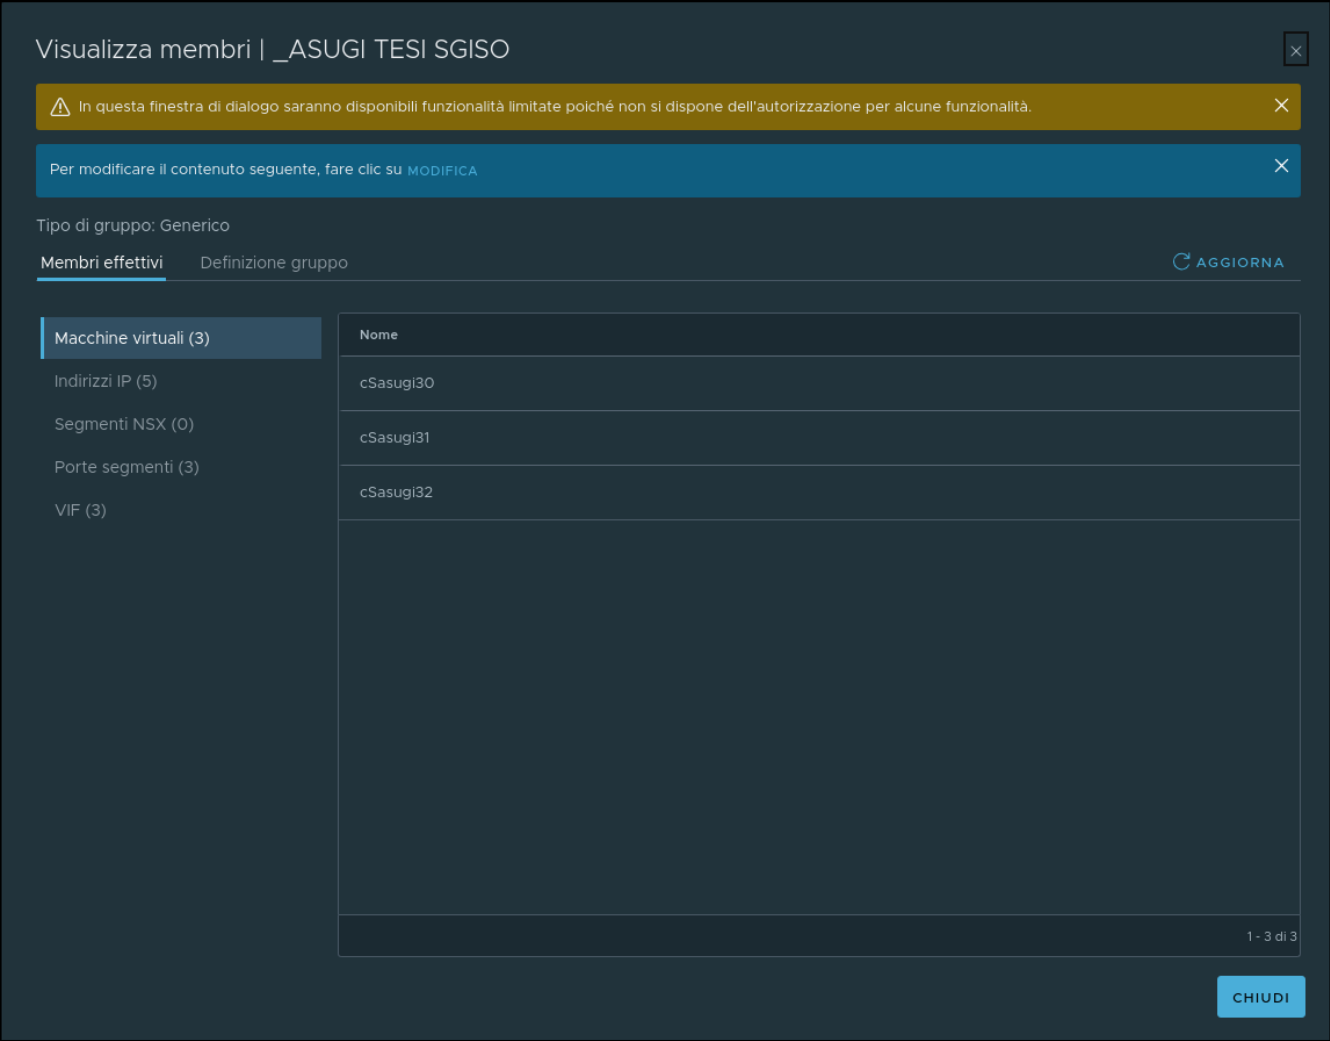 Visualizza membri | _ASUGI TESI SGISO
In questa finestra di dialogo saranno disponibili funzionalità limitate poiché non si dispone dell'autorizzazione per alcune funzionalità.
Per modificare il contenuto seguente, fare clic su MODIFICA
Tipo di gruppo: Generico
Membri effettivi
Definizione gruppo
AGGIORNA
Macchine virtuali (3)
Indirizzi IP (5)
Segmenti NSX (0)
Porte segmenti (3)
VIF (3)
Nome
cSasugi30
cSasugi31
cSasugi32
1 - 3 di 3
CHIUDI